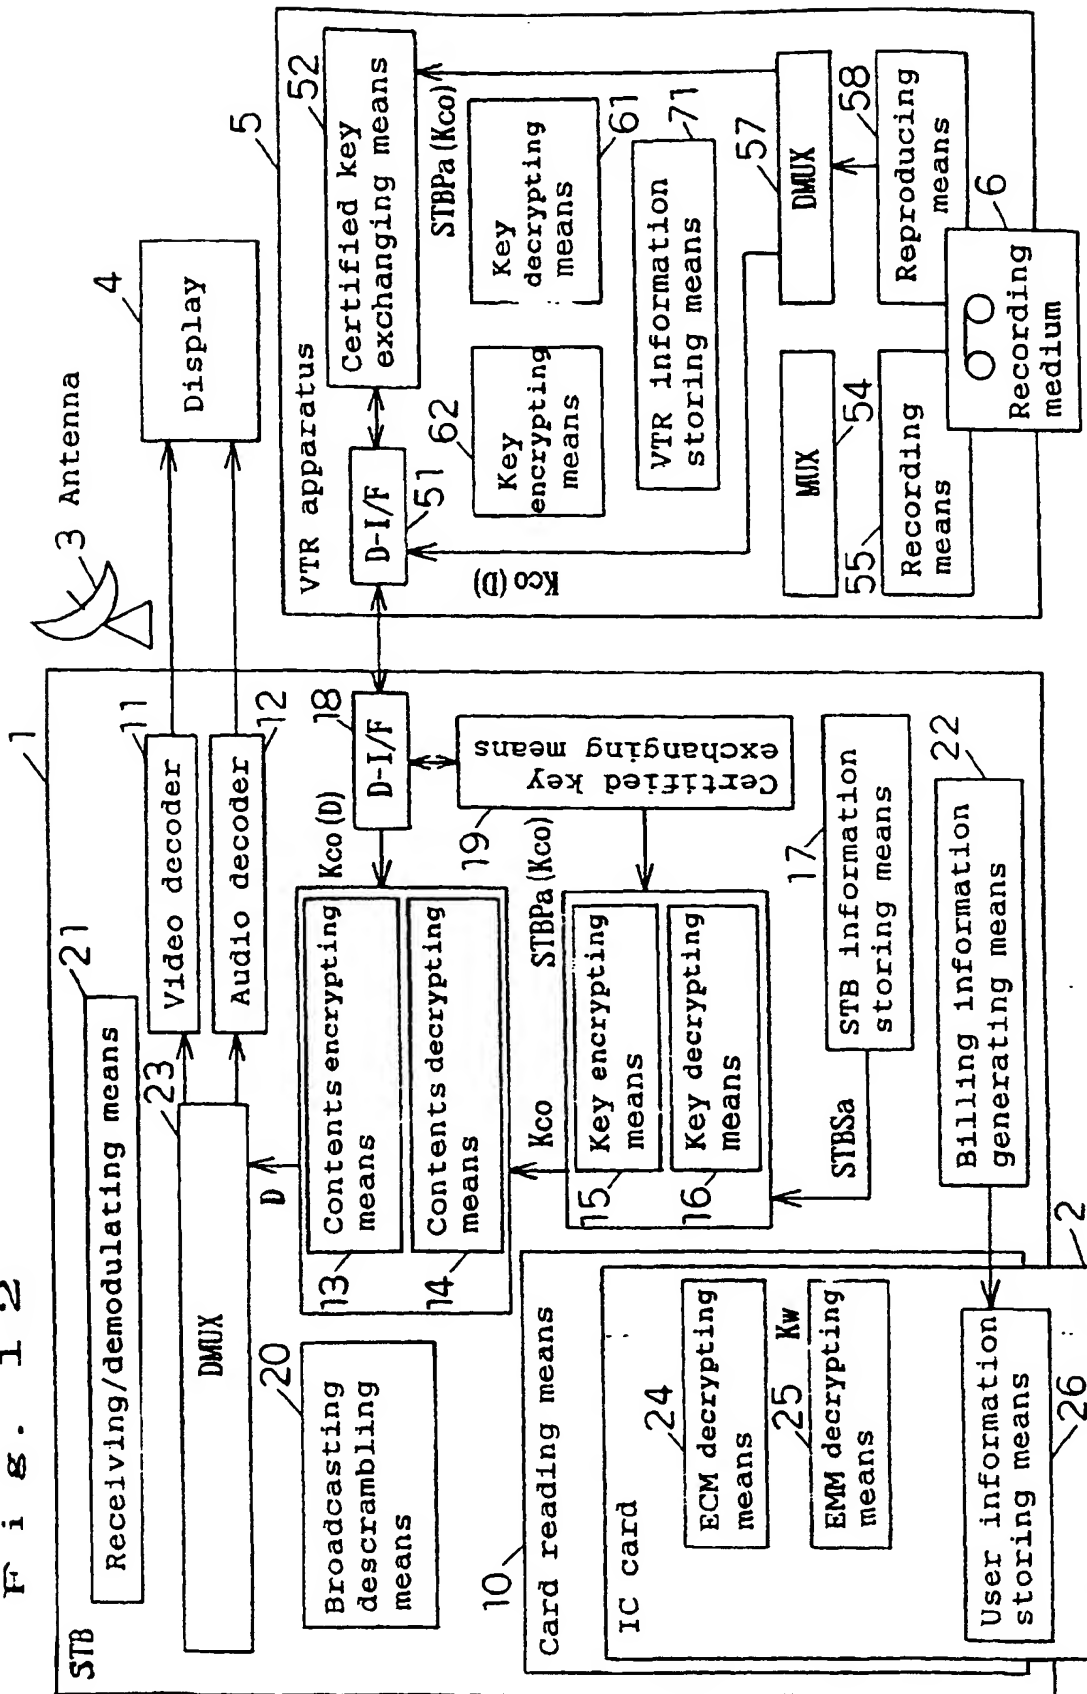 Fig. 12
STB
1
Receiving/demodulating means
21
DMUX
23
Video decoder
11
Audio decoder
12
3 Antenna
Display
4
Broadcasting
descrambling
means
20
D
Contents encrypting
means
13
Contents decrypting
means
14
Kco(D)
D-I/F
18
Kco
STBPa(Kco)
Key encrypting
means
15
Key decrypting
means
16
Certified key
exchanging means
19
STBSa
STB information
storing means
17
Billing information
generating means
22
10
Card reading means
IC card
2
24
ECM decrypting
means
25
Kw
EMM decrypting
means
User information
storing means
26
VTR apparatus
5
D-I/F
51
Certified key
exchanging means
52
STBPa(Kco)
Kco(D)
62
Key
encrypting
means
Key
decrypting
means
61
VTR information
storing means
71
MUX
54
DMUX
57
55
Recording
means
Reproducing
means
58
Recording
medium
6